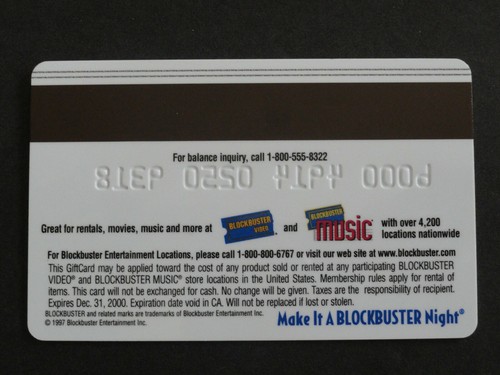 For balance inquiry, call 1-800-555-8322
Great for rentals, movies, music and more at BLOCKBUSTER VIDEO and BLOCKBUSTER MUSIC with over 4,200 locations nationwide
For Blockbuster Entertainment Locations, please call 1-800-800-6767 or visit our web site at www.blockbuster.com
This GiftCard may be applied toward the cost of any product sold or rented at any participating BLOCKBUSTER
VIDEO® and BLOCKBUSTER MUSIC® store locations in the United States. Membership rules apply for rental of
items. This card will not be exchanged for cash. No change will be given. Taxes are the responsibility of recipient.
Expires Dec. 31, 2000. Expiration date void in CA. Will not be replaced if lost or stolen.
BLOCKBUSTER and related marks are trademarks of Blockbuster Entertainment Inc.
© 1997 Blockbuster Entertainment Inc.
Make It A BLOCKBUSTER Night®